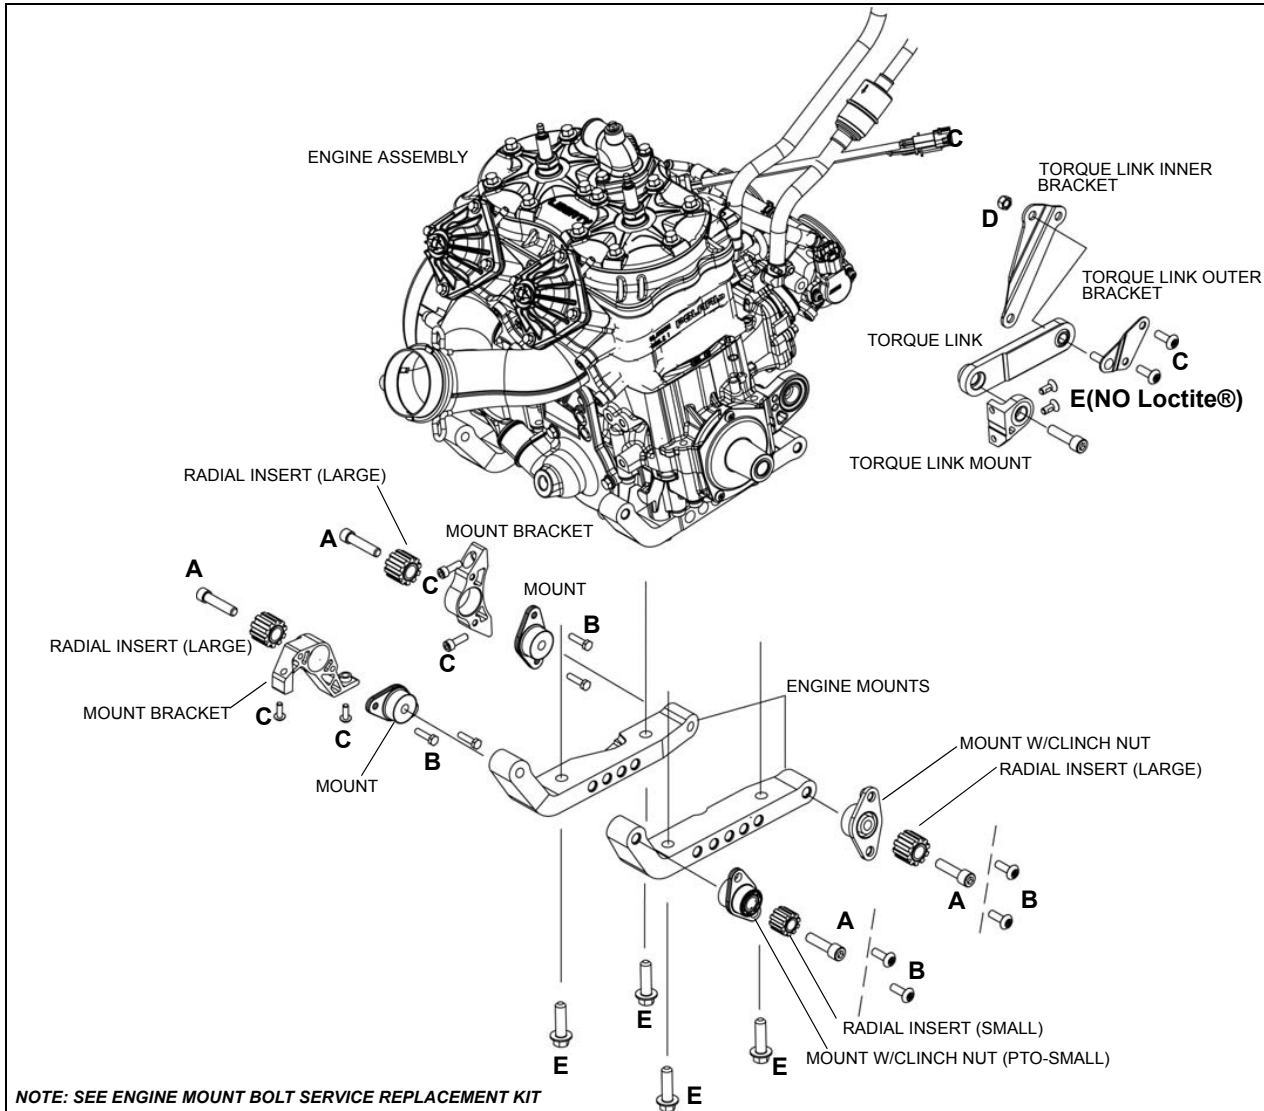 ENGINE ASSEMBLY
C
TORQUE LINK INNER
BRACKET
D
TORQUE LINK OUTER
BRACKET
TORQUE LINK
C
E(NO Loctite®)
TORQUE LINK MOUNT
LIBERTY
POLARIS
RADIAL INSERT (LARGE)
A
MOUNT BRACKET
C
MOUNT
A
B
C
RADIAL INSERT (LARGE)
MOUNT BRACKET
C
C
B
MOUNT
ENGINE MOUNTS
MOUNT W/CLINCH NUT
RADIAL INSERT (LARGE)
A
B
A
B
RADIAL INSERT (SMALL)
MOUNT W/CLINCH NUT (PTO-SMALL)
E
E
E
E
NOTE: SEE ENGINE MOUNT BOLT SERVICE REPLACEMENT KIT